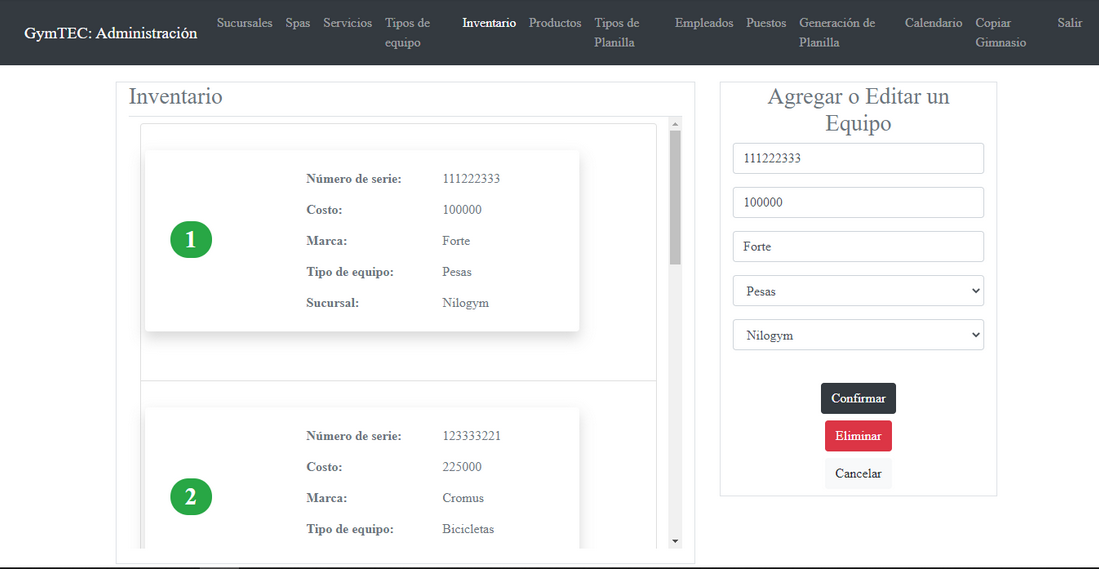 GymTEC: Administración
Sucursales Spas Servicios Tipos de equipo Inventario Productos Tipos de Planilla Empleados Puestos Generación de Planilla Calendario Copiar Gimnasio Salir
Inventario
1
Número de serie: 111222333
Costo: 100000
Marca: Forte
Tipo de equipo: Pesas
Sucursal: Nilogym
2
Número de serie: 123333221
Costo: 225000
Marca: Cromus
Tipo de equipo: Bicicletas
Agregar o Editar un
Equipo
111222333
100000
Forte
Pesas
Nilogym
Confirmar
Eliminar
Cancelar